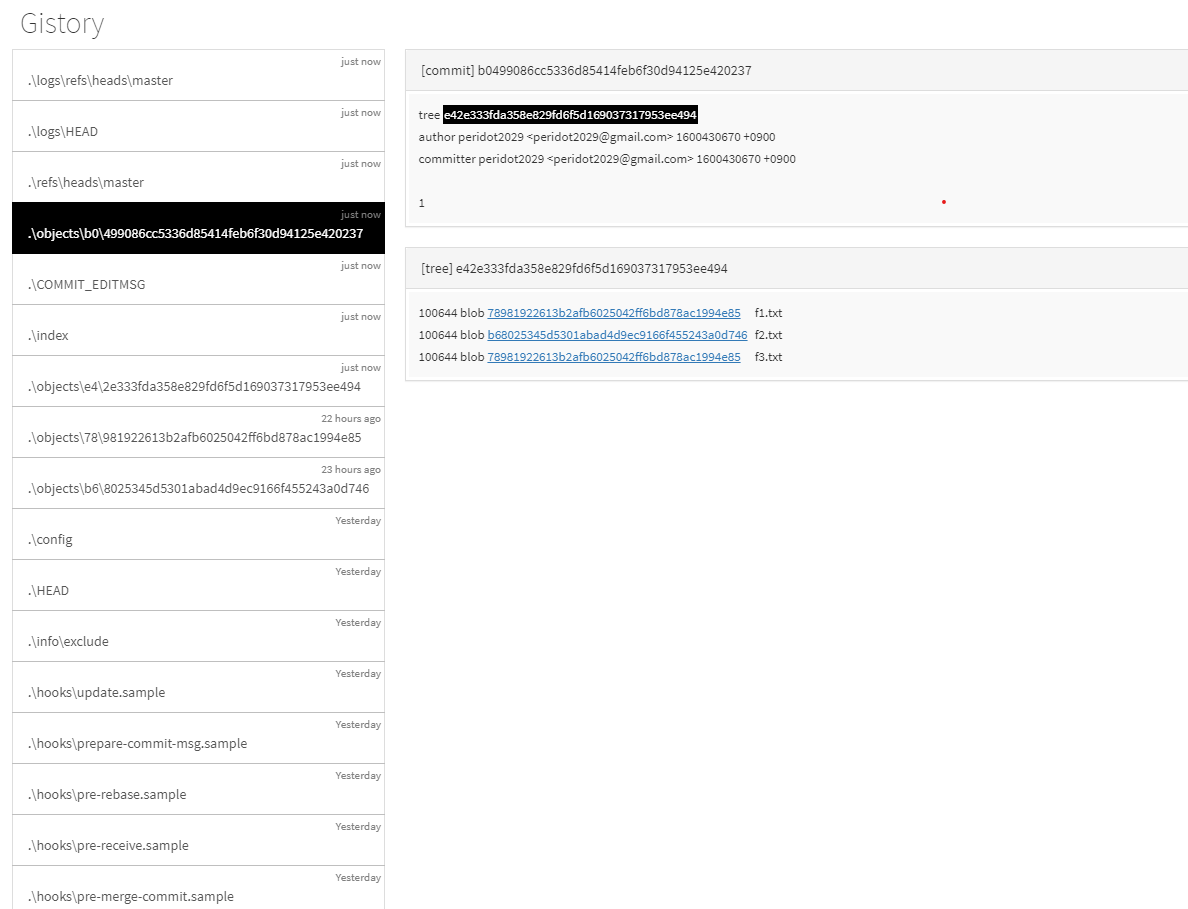 Gistory
just now
.\logs\refs\heads\master
just now
.\logs\HEAD
just now
.\refs\heads\master
just now
.\objects\b0\499086cc5336d85414feb6f30d94125e420237
just now
.\COMMIT_EDITMSG
just now
.\index
just now
.\objects\e4\2e333fda358e829fd6f5d169037317953ee494
22 hours ago
.\objects\78\981922613b2afb6025042ff6bd878ac1994e85
23 hours ago
.\objects\b6\8025345d5301abad4d9ec9166f455243a0d746
Yesterday
.\config
Yesterday
.\HEAD
Yesterday
.\info\exclude
Yesterday
.\hooks\update.sample
Yesterday
.\hooks\prepare-commit-msg.sample
Yesterday
.\hooks\pre-rebase.sample
Yesterday
.\hooks\pre-receive.sample
Yesterday
.\hooks\pre-merge-commit.sample
[commit] b0499086cc5336d85414feb6f30d94125e420237
tree e42e333fda358e829fd6f5d169037317953ee494
author peridot2029 <peridot2029@gmail.com> 1600430670 +0900
committer peridot2029 <peridot2029@gmail.com> 1600430670 +0900
1
[tree] e42e333fda358e829fd6f5d169037317953ee494
100644 blob 78981922613b2afb6025042ff6bd878ac1994e85 f1.txt
100644 blob b68025345d5301abad4d9ec9166f455243a0d746 f2.txt
100644 blob 78981922613b2afb6025042ff6bd878ac1994e85 f3.txt